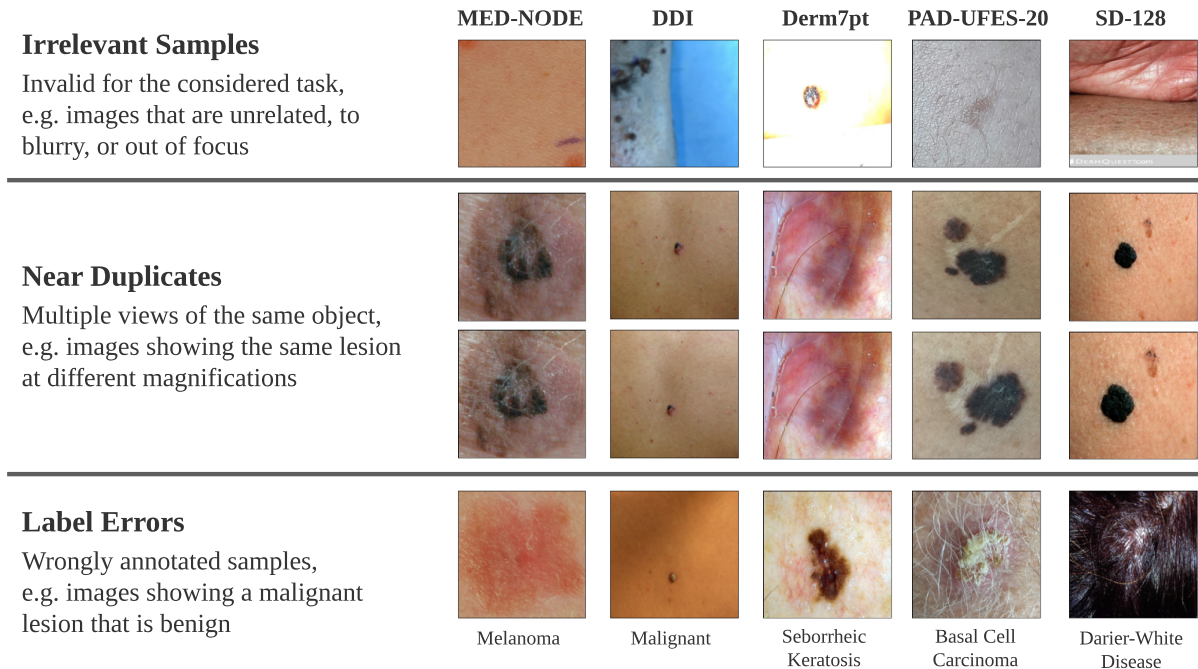 MED-NODE DDI Derm7pt PAD-UFES-20 SD-128
Irrelevant Samples
Invalid for the considered task,
e.g. images that are unrelated, to
blurry, or out of focus
Near Duplicates
Multiple views of the same object,
e.g. images showing the same lesion
at different magnifications
Label Errors
Wrongly annotated samples,
e.g. images showing a malignant
lesion that is benign
Melanoma Malignant Seborrheic Basal Cell Darier-White
Keratosis Carcinoma Disease